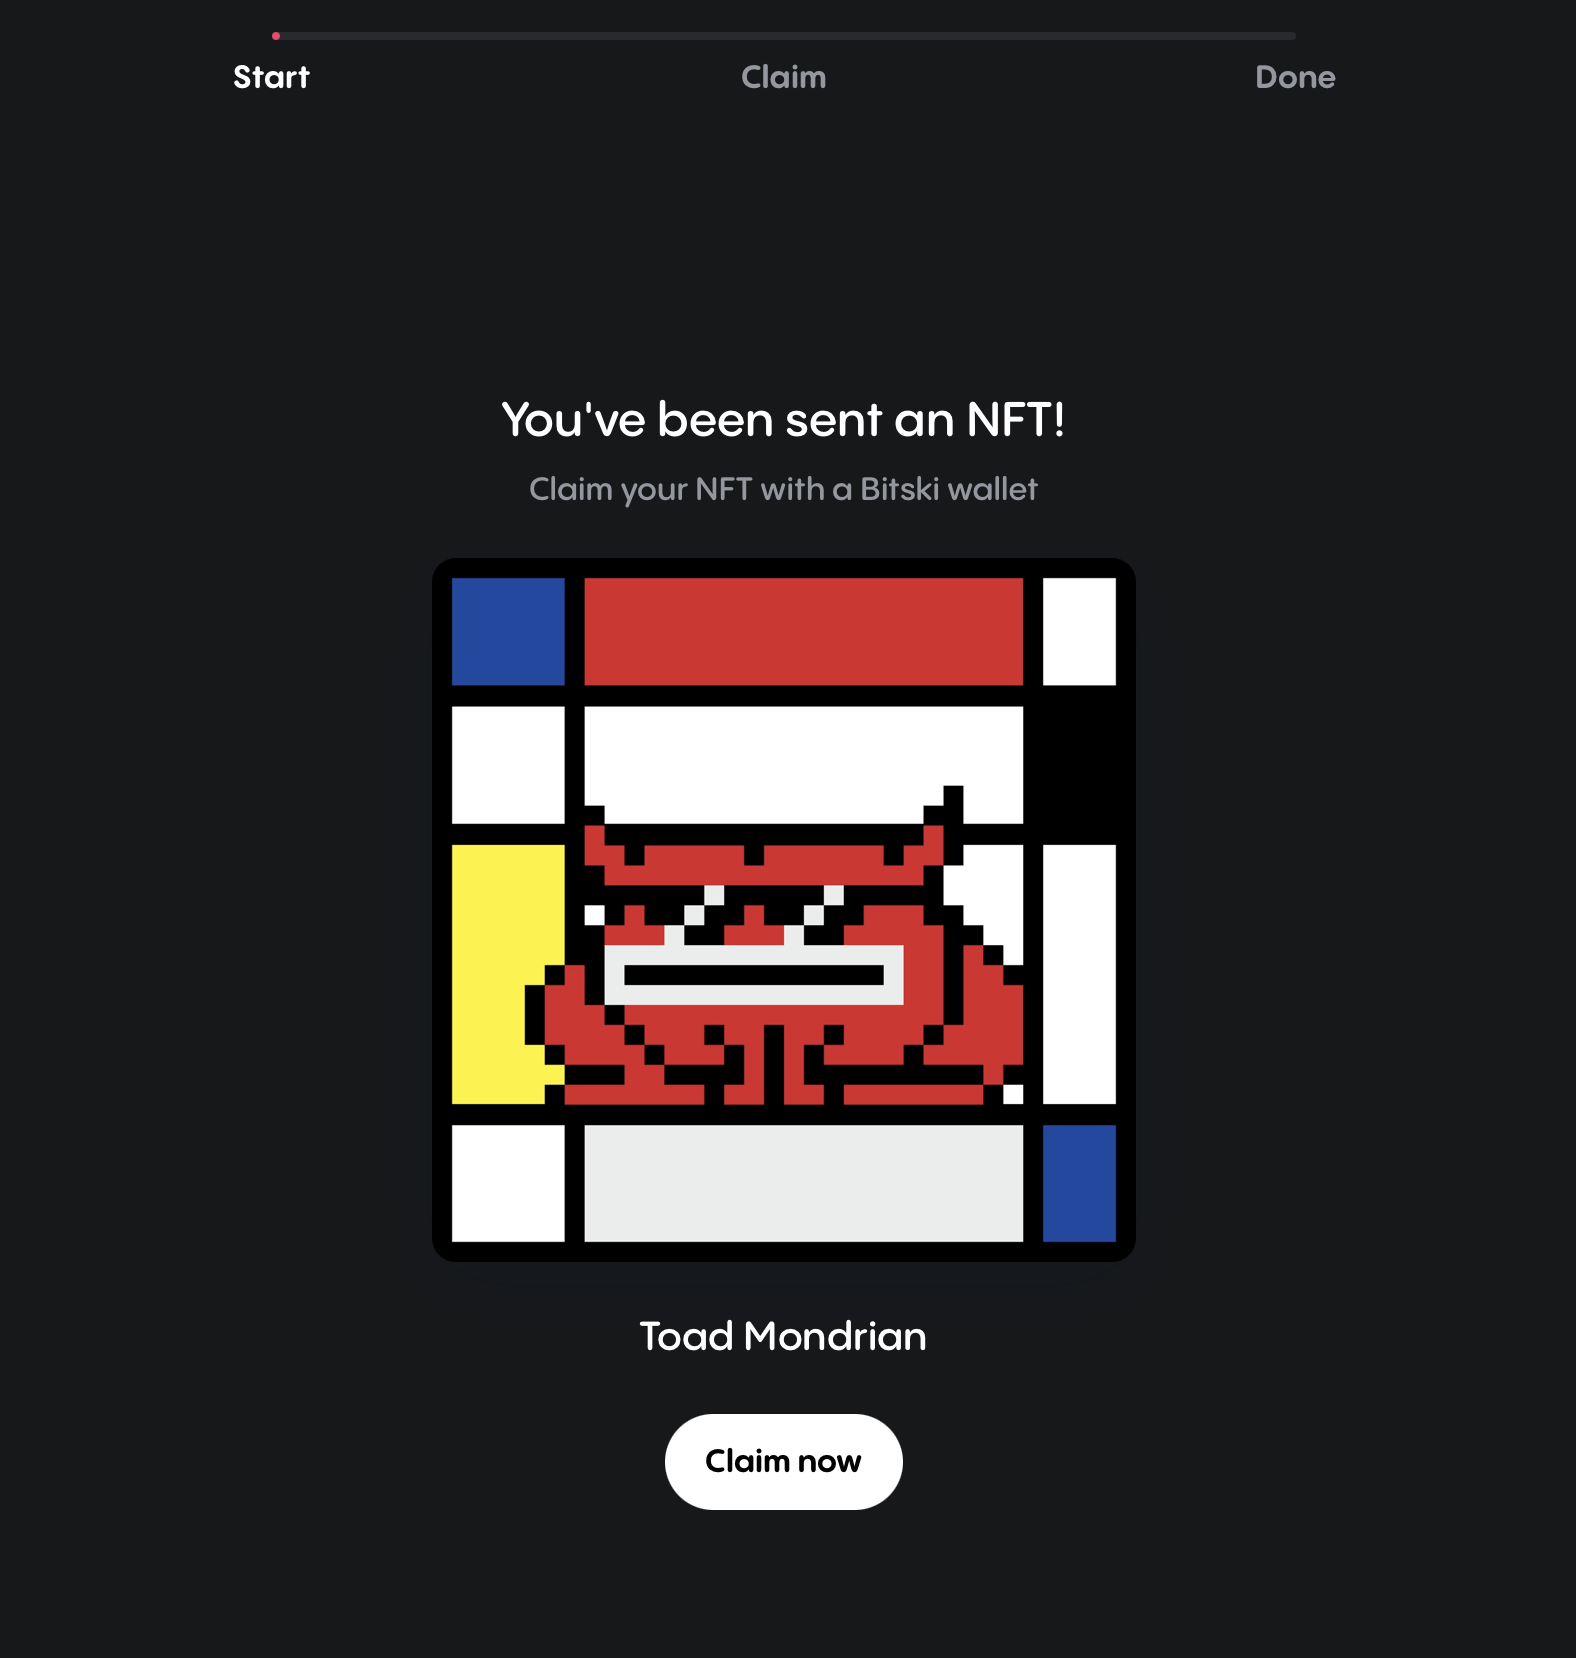 Start
Claim
Done
You've been sent an NFT!
Claim your NFT with a Bitski wallet
Toad Mondrian
Claim now